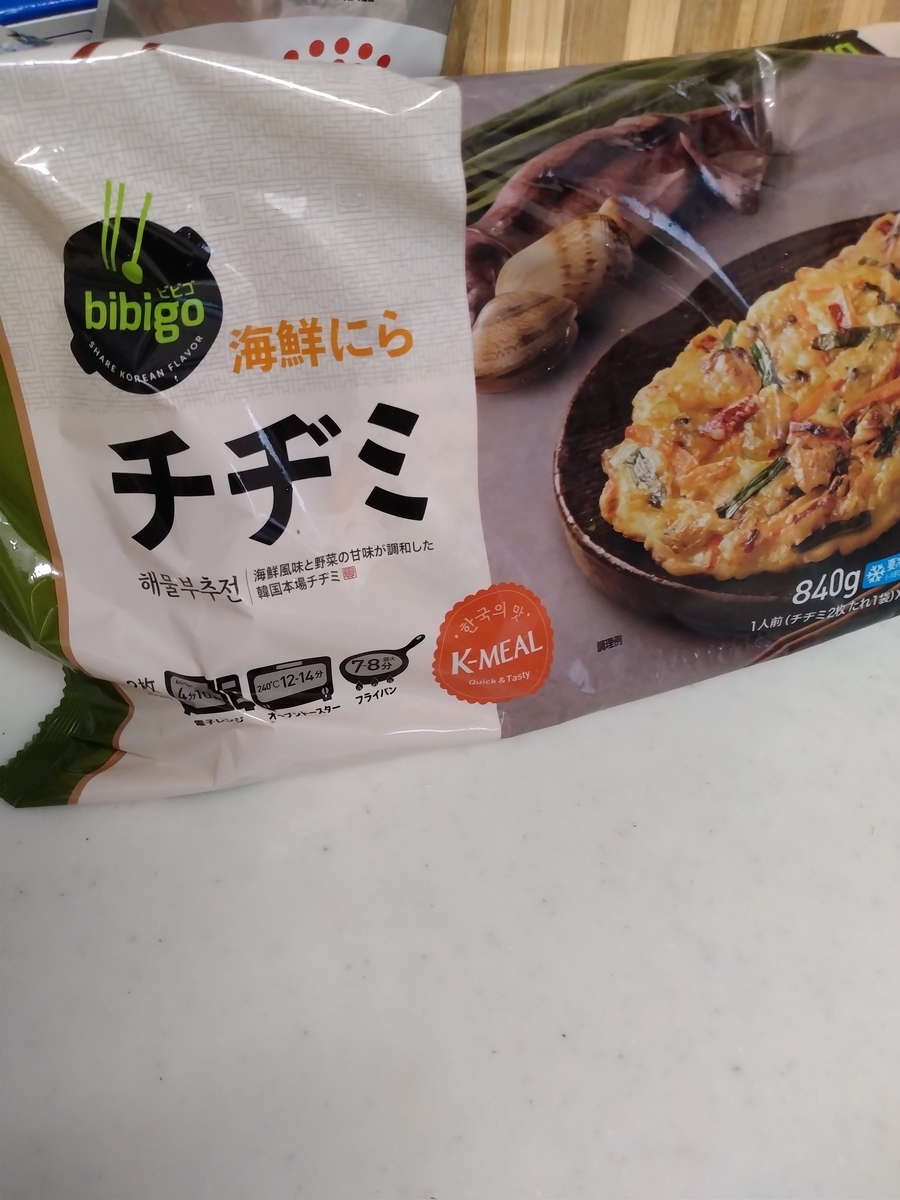 ビビゴ
bibigo
SHARE KOREAN FLAVOR
海鮮にら
チヂミ
해물부추전
海鮮風味と野菜の甘味が調和した
韓国本場チヂミ
한국의 맛
K-MEAL
Quick & Tasty
調理例
840g
1人前(チヂミ2枚 たれ1袋)
枚
4分
電子レンジ
240℃ 12-14分
オーブントースター
7-8分
フライパン